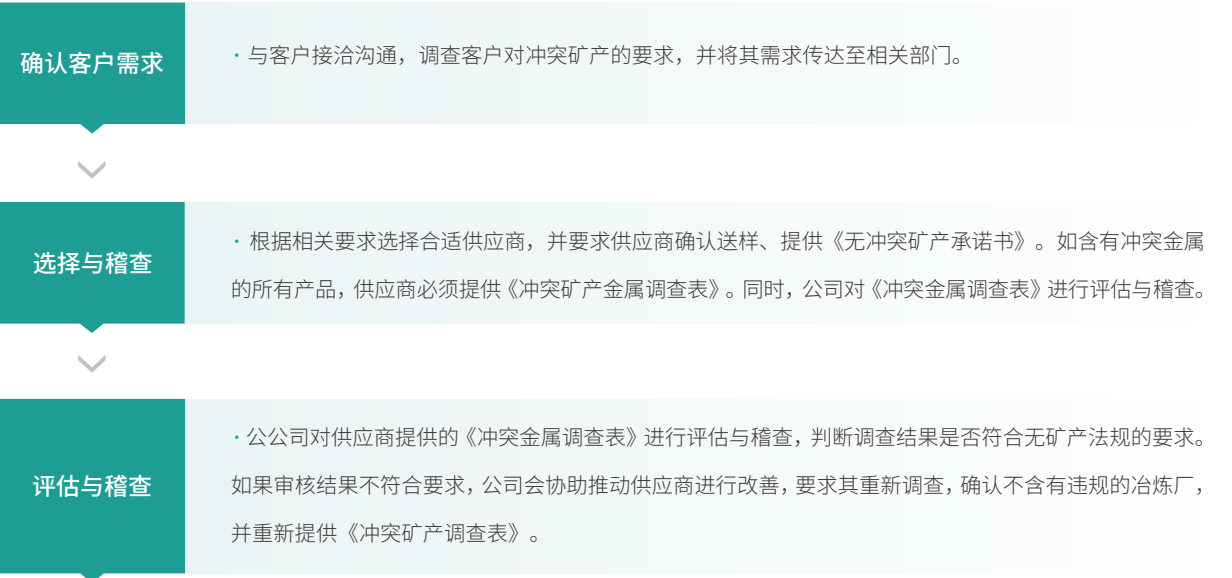 确认客户需求
· 与客户接洽沟通，调查客户对冲突矿产的要求，并将其需求传达至相关部门。
选择与稽查
· 根据相关要求选择合适供应商，并要求供应商确认送样、提供《无冲突矿产承诺书》。如含有冲突金属
的所有产品，供应商必须提供《冲突矿产金属调查表》。同时，公司对《冲突金属调查表》进行评估与稽查。
评估与稽查
· 公公司对供应商提供的《冲突金属调查表》进行评估与稽查，判断调查结果是否符合无矿产法规的要求。
如果审核结果不符合要求，公司会协助推动供应商进行改善，要求其重新调查，确认不含有违规的冶炼厂，
并重新提供《冲突矿产调查表》。